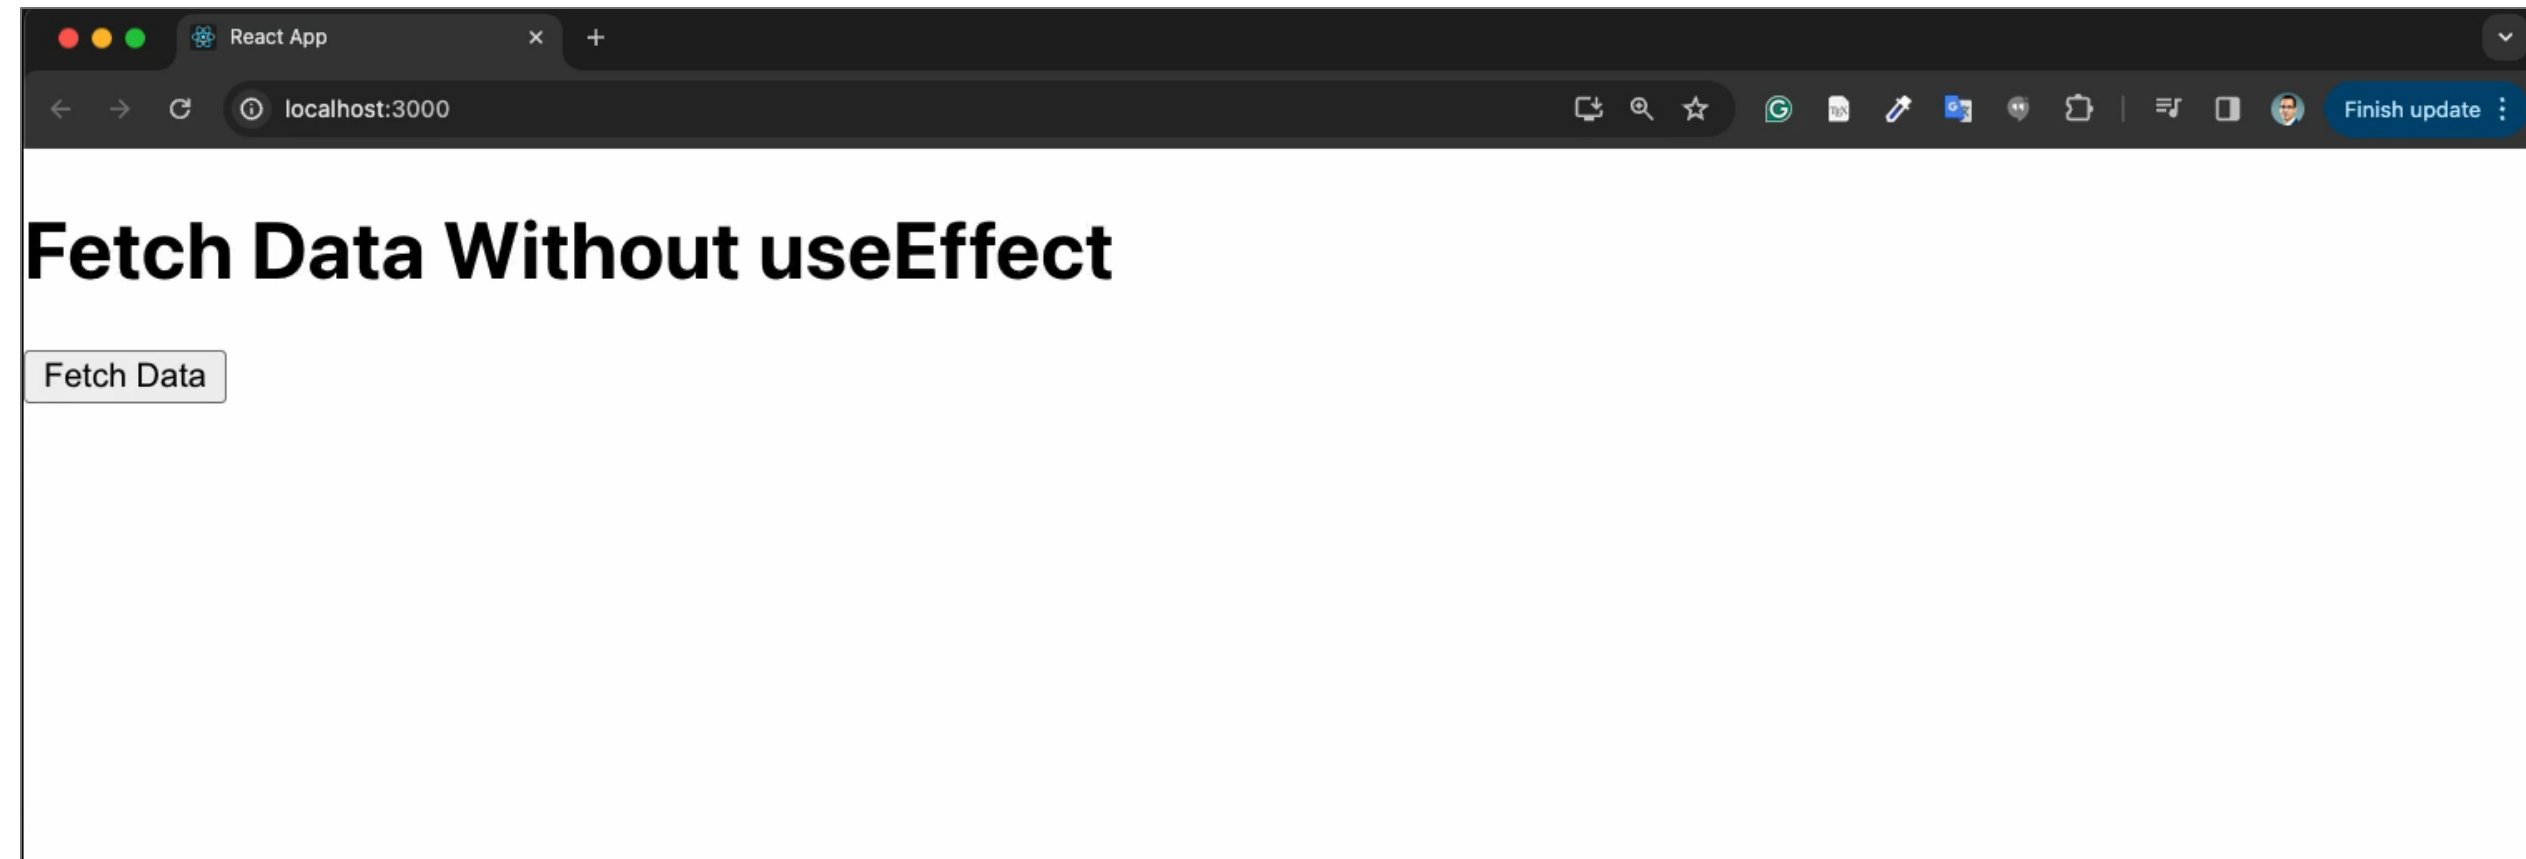 React App
localhost:3000
Finish update
Fetch Data Without useEffect
Fetch Data